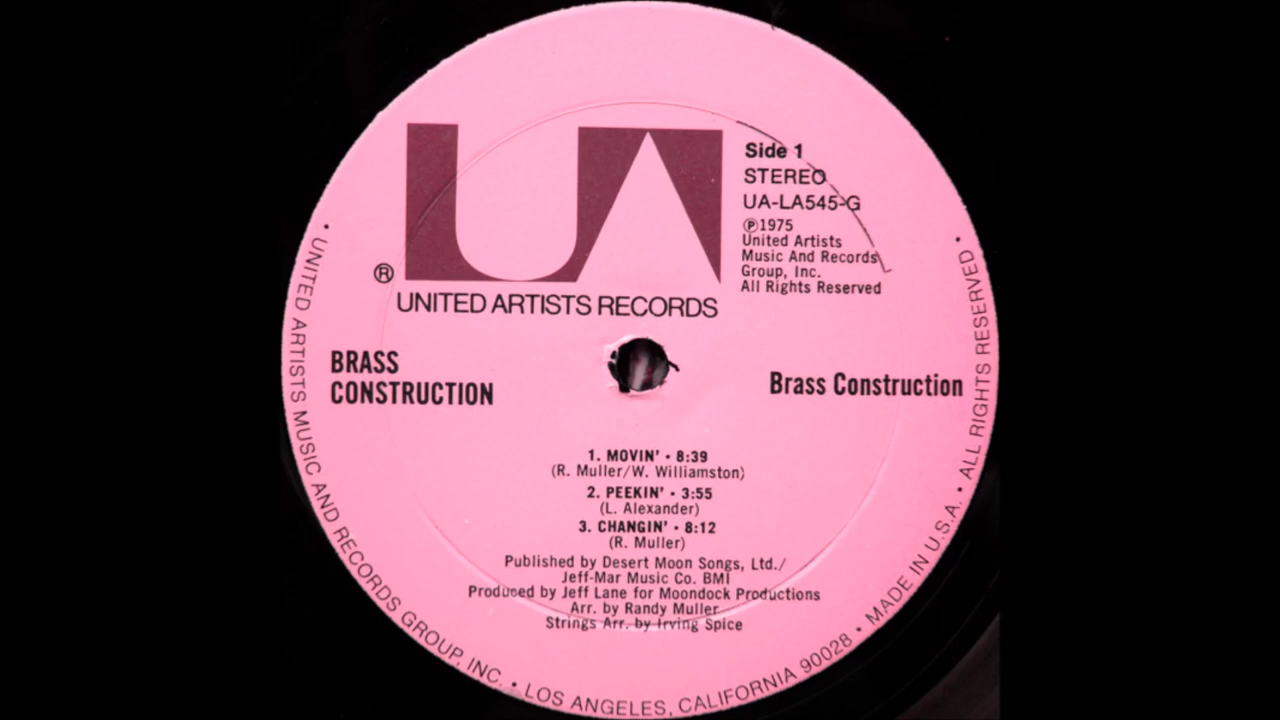 UA
Side 1
STEREO
UA-LA545-G
Ⓟ1975
United Artists
Music And Records
Group, Inc.
All Rights Reserved
®
UNITED ARTISTS RECORDS
BRASS
CONSTRUCTION
Brass Construction
1. MOVIN' • 8:39
(R. Muller/W. Williamston)
2. PEEKIN' • 3:55
(L. Alexander)
3. CHANGIN' • 8:12
(R. Muller)
Published by Desert Moon Songs, Ltd./
Jeff-Mar Music Co. BMI
Produced by Jeff Lane for Moondock Productions
Arr. by Randy Muller
Strings Arr. by Irving Spice
• UNITED ARTISTS MUSIC AND RECORDS GROUP, INC. • LOS ANGELES, CALIFORNIA 90028 • MADE IN U.S.A. • ALL RIGHTS RESERVED •